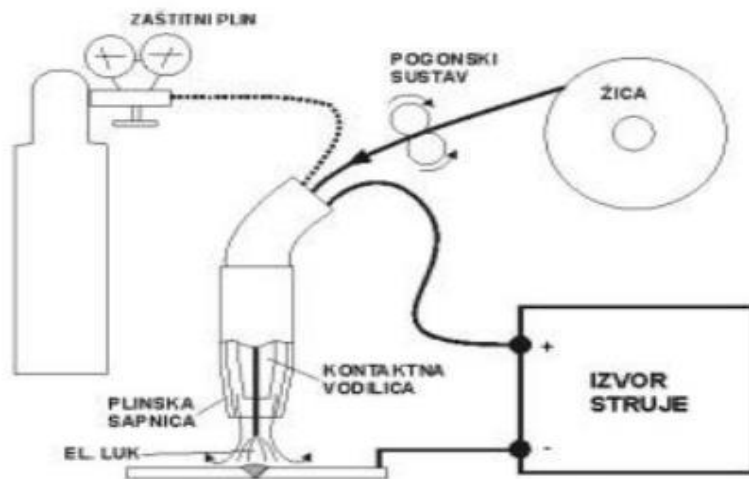 ZAŠTITNI PLIN
POGONSKI
SUSTAV
ŽICA
KONTAKTNA
VODILICA
PLINSKA
SAPNICA
EL. LUK
+
IZVOR
STRUJE
-